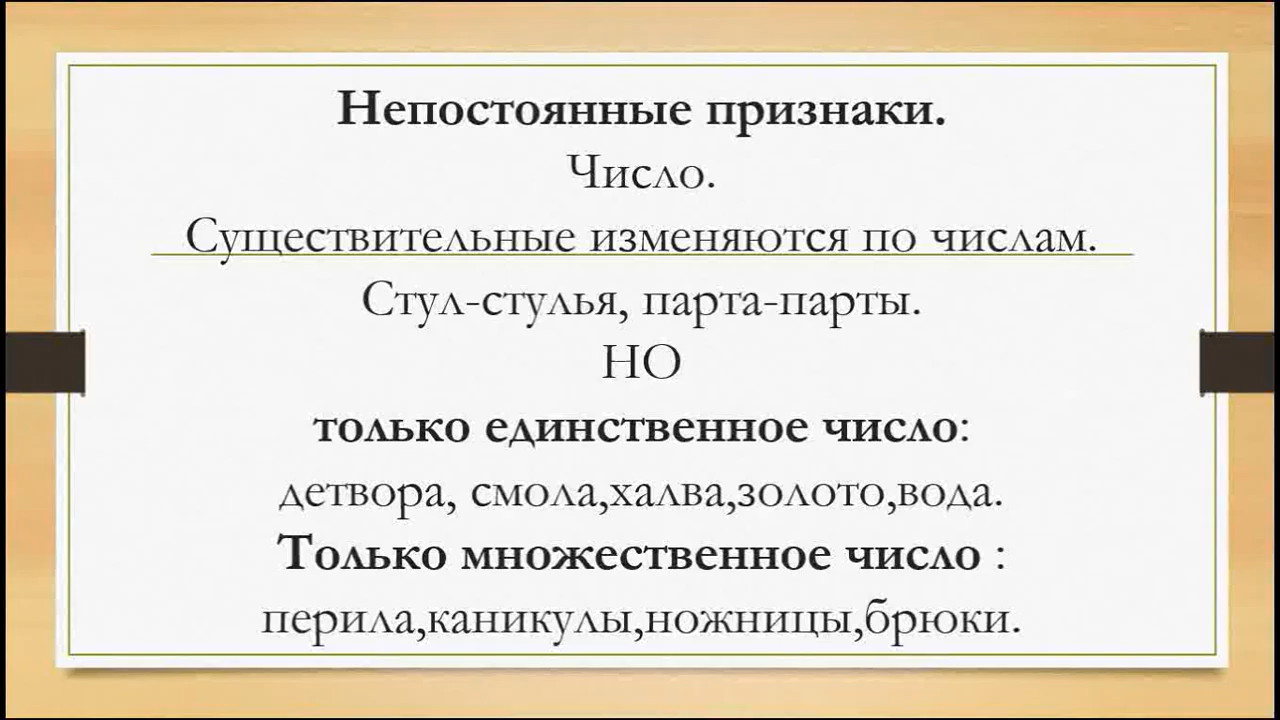 Непостоянные признаки.
Число.
Существительные изменяются по числам.
Стул-стулья, парта-парты.
НО
только единственное число:
детвора, смола,халва,золото,вода.
Только множественное число :
перила,каникулы,ножницы,брюки.